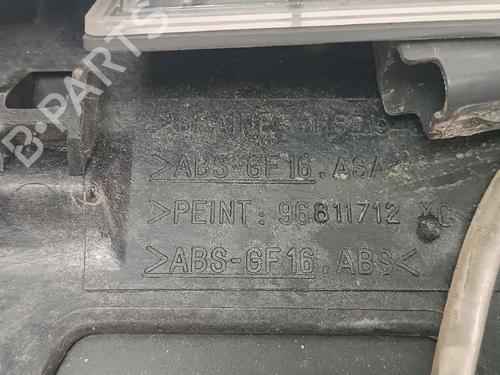 B-PARTS
>ABS-GF16, ASA<
>PEINT: 96811712 XC
>ABS-GF16, ABS<